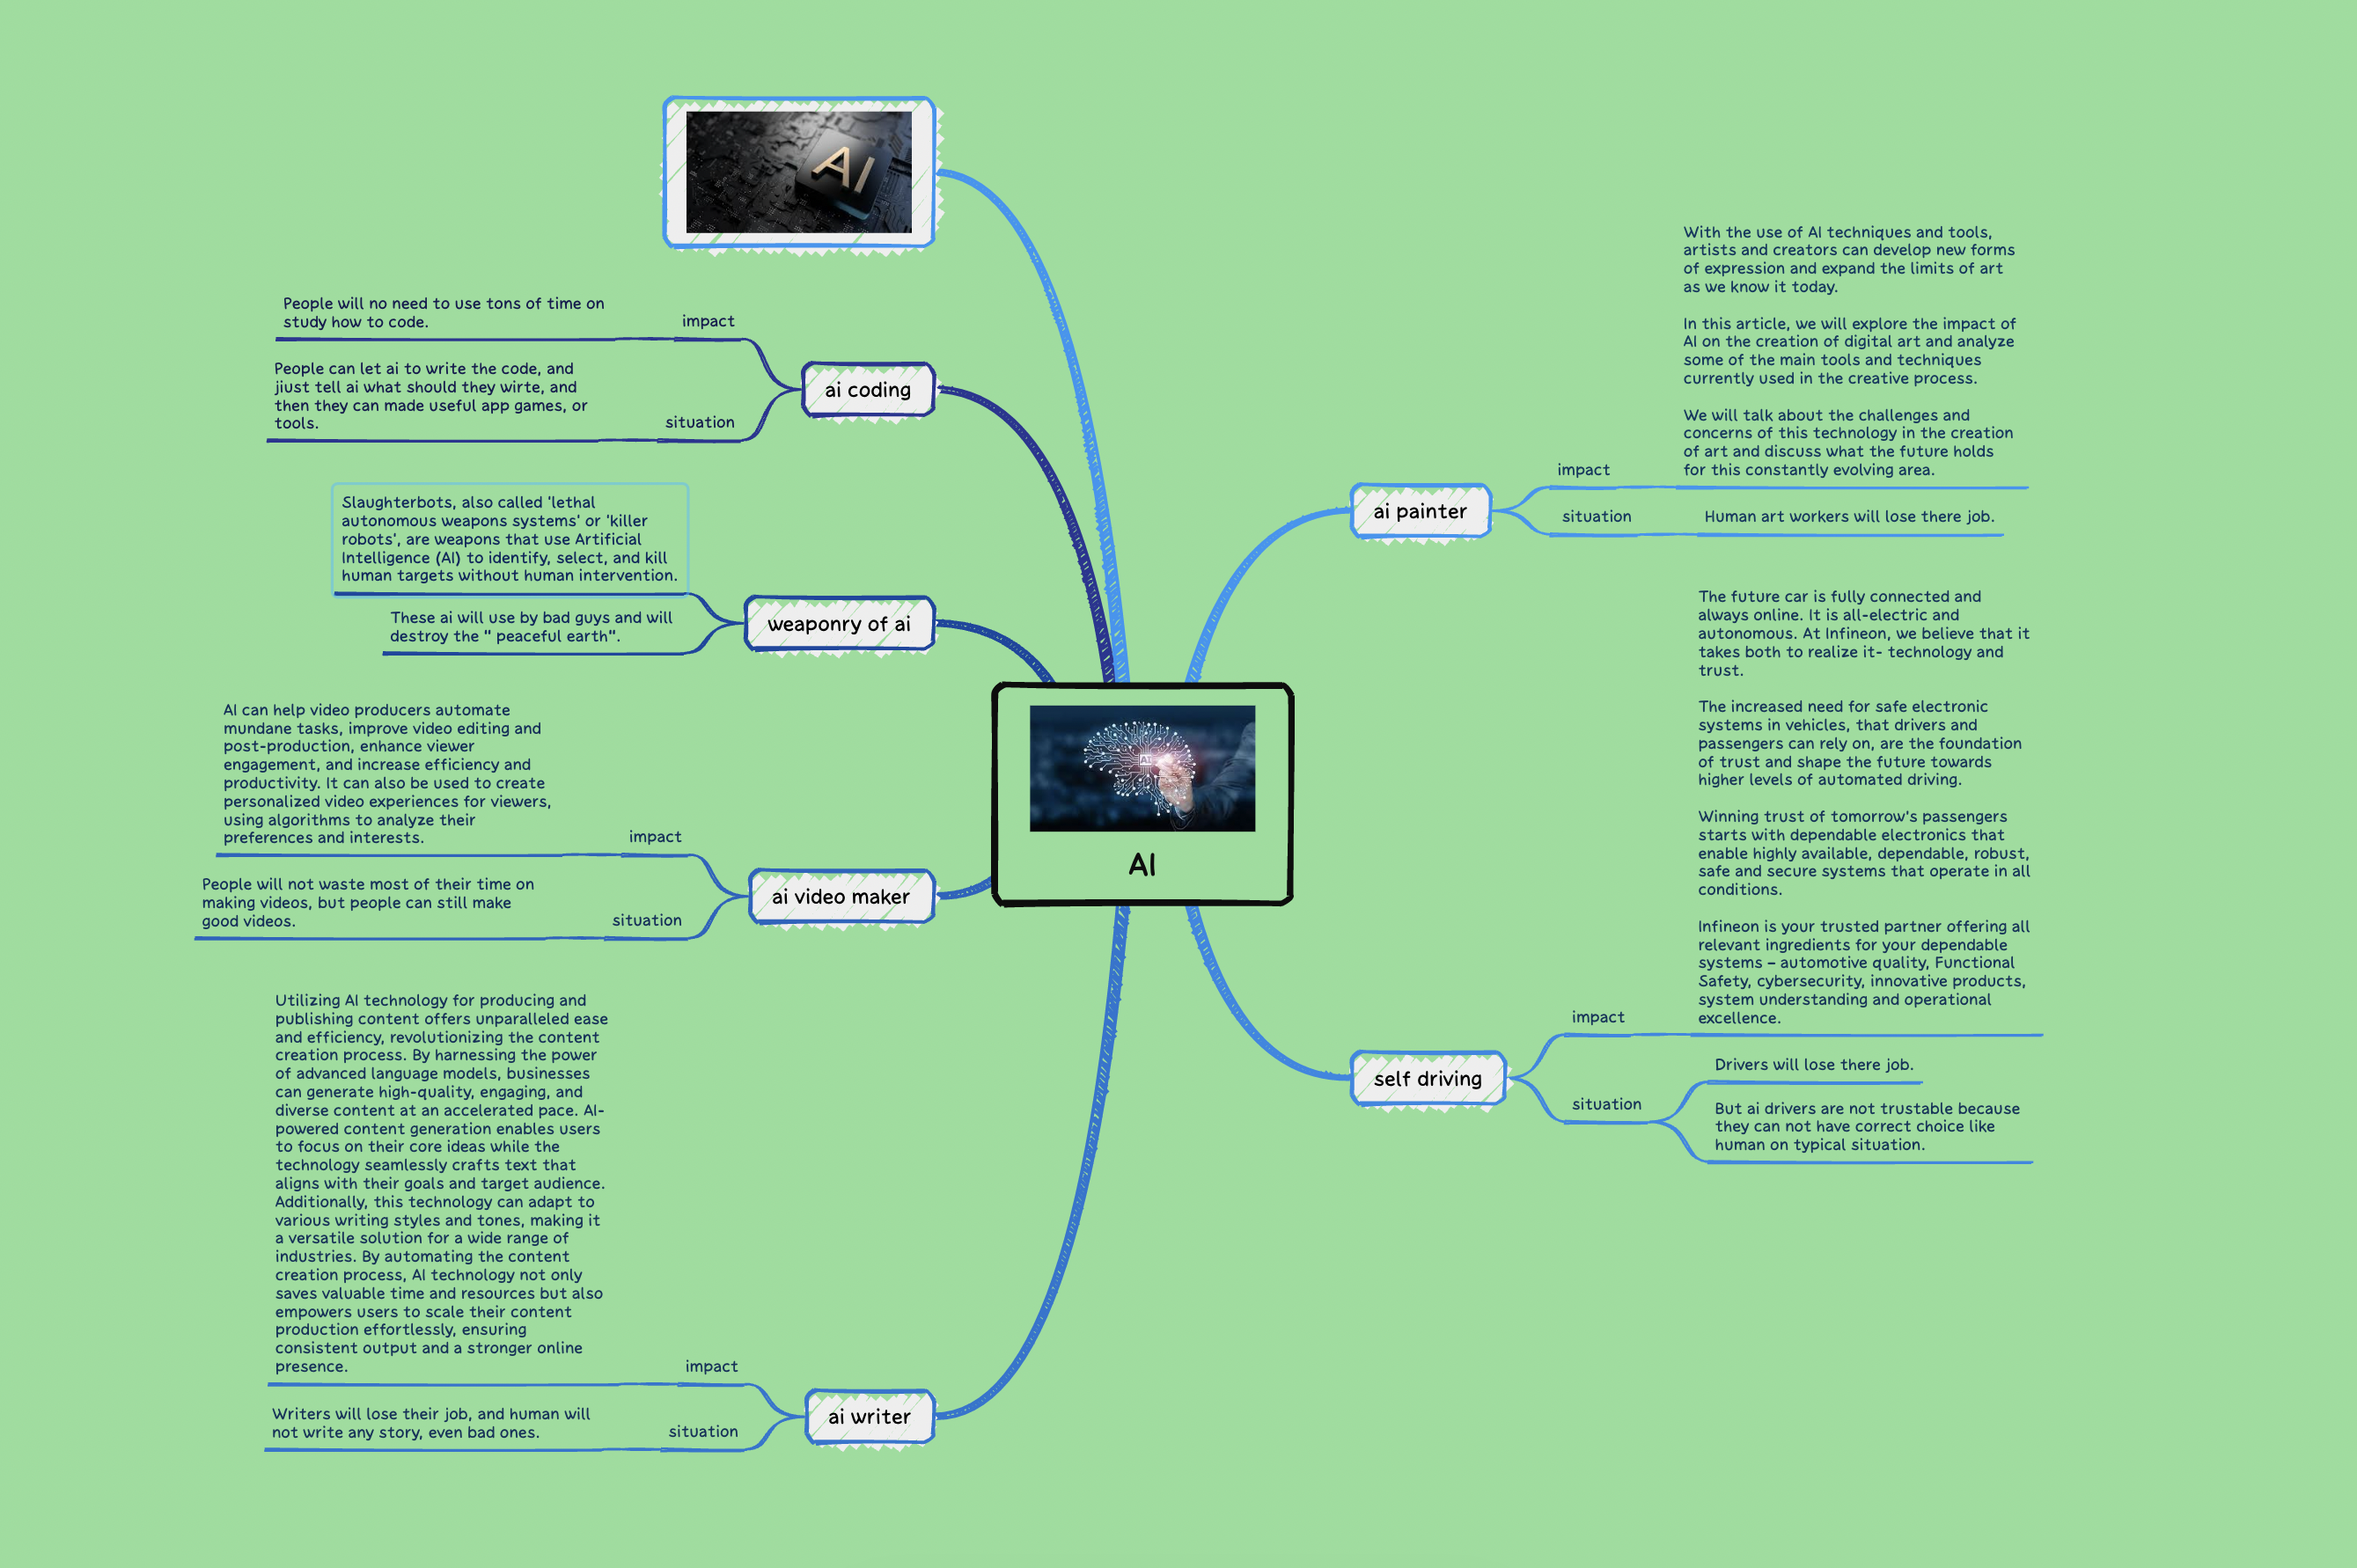 AI
People will no need to use tons of time on
study how to code.
impact
People can let ai to write the code, and
jiust tell ai what should they wirte, and
then they can made useful app games, or
tools.
situation
ai coding
Slaughterbots, also called 'lethal
autonomous weapons systems' or 'killer
robots', are weapons that use Artificial
Intelligence (AI) to identify, select, and kill
human targets without human intervention.
These ai will use by bad guys and will
destroy the " peaceful earth".
weaponry of ai
AI can help video producers automate
mundane tasks, improve video editing and
post-production, enhance viewer
engagement, and increase efficiency and
productivity. It can also be used to create
personalized video experiences for viewers,
using algorithms to analyze their
preferences and interests.
impact
People will not waste most of their time on
making videos, but people can still make
good videos.
situation
ai video maker
Utilizing AI technology for producing and
publishing content offers unparalleled ease
and efficiency, revolutionizing the content
creation process. By harnessing the power
of advanced language models, businesses
can generate high-quality, engaging, and
diverse content at an accelerated pace. AI-
powered content generation enables users
to focus on their core ideas while the
technology seamlessly crafts text that
aligns with their goals and target audience.
Additionally, this technology can adapt to
various writing styles and tones, making it
a versatile solution for a wide range of
industries. By automating the content
creation process, AI technology not only
saves valuable time and resources but also
empowers users to scale their content
production effortlessly, ensuring
consistent output and a stronger online
presence.
impact
Writers will lose their job, and human will
not write any story, even bad ones.
situation
ai writer
AI
AI
With the use of AI techniques and tools,
artists and creators can develop new forms
of expression and expand the limits of art
as we know it today.
In this article, we will explore the impact of
AI on the creation of digital art and analyze
some of the main tools and techniques
currently used in the creative process.
We will talk about the challenges and
concerns of this technology in the creation
of art and discuss what the future holds
for this constantly evolving area.
impact
ai painter
situation
Human art workers will lose there job.
The future car is fully connected and
always online. It is all-electric and
autonomous. At Infineon, we believe that it
takes both to realize it- technology and
trust.
The increased need for safe electronic
systems in vehicles, that drivers and
passengers can rely on, are the foundation
of trust and shape the future towards
higher levels of automated driving.
Winning trust of tomorrow's passengers
starts with dependable electronics that
enable highly available, dependable, robust,
safe and secure systems that operate in all
conditions.
Infineon is your trusted partner offering all
relevant ingredients for your dependable
systems – automotive quality, Functional
Safety, cybersecurity, innovative products,
system understanding and operational
excellence.
impact
self driving
situation
Drivers will lose there job.
But ai drivers are not trustable because
they can not have correct choice like
human on typical situation.